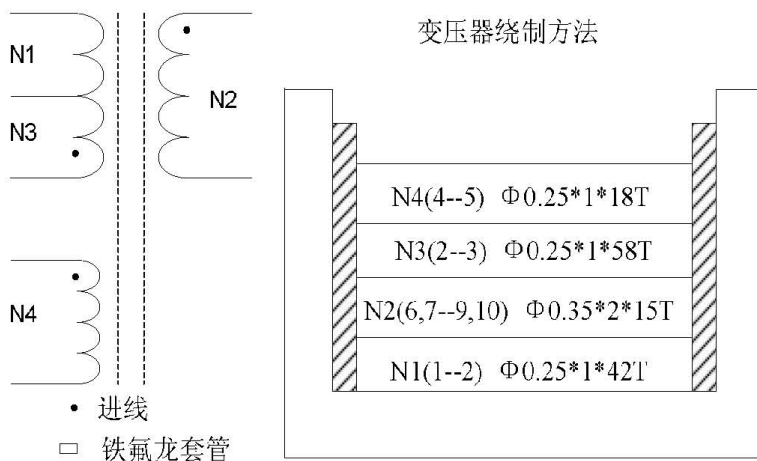 变压器绕制方法
N1
N2
N3
N4
N4(4--5) Φ0.25*1*18T
N3(2--3) Φ0.25*1*58T
N2(6,7--9,10) Φ0.35*2*15T
N1(1--2) Φ0.25*1*42T
进线
铁氟龙套管